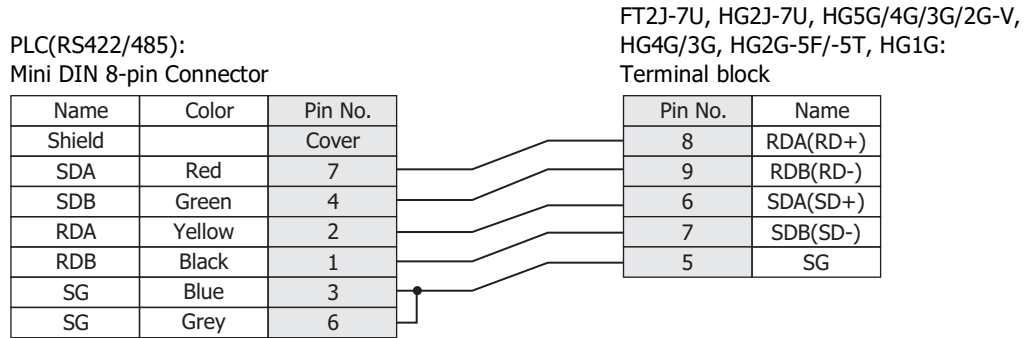 FT2J-7U, HG2J-7U, HG5G/4G/3G/2G-V,
PLC(RS422/485): HG4G/3G, HG2G-5F/-5T, HG1G:
Mini DIN 8-pin Connector Terminal block
Name Color Pin No. Pin No. Name
Shield Cover 8 RDA(RD+)
SDA Red 7 9 RDB(RD-)
SDB Green 4 6 SDA(SD+)
RDA Yellow 2 7 SDB(SD-)
RDB Black 1 5 SG
SG Blue 3
SG Grey 6